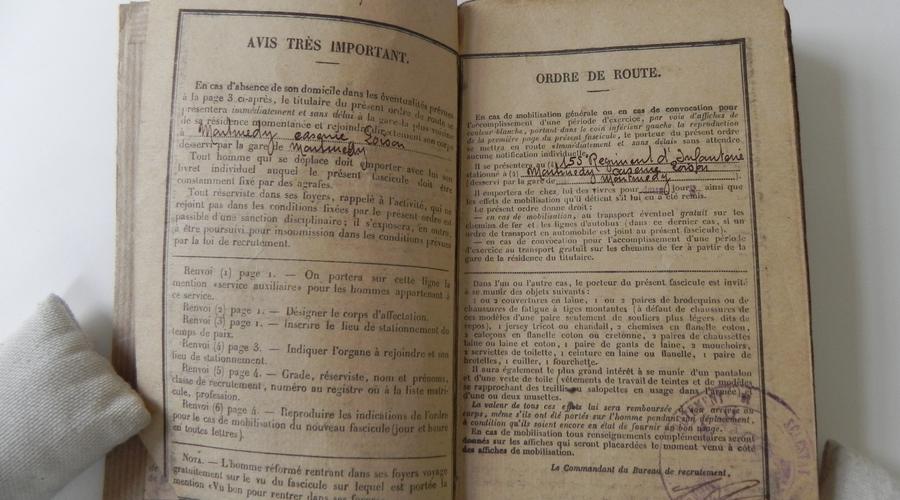 AVIS TRÈS IMPORTANT.
En cas d'absence de son domicile dans les éventualités prévues
à la page 3 ci-après, le titulaire du présent ordre de route se
présentera immédiatement et sans délai à la gare la plus voisine
de sa résidence momentanée et rejoindra directement son corps
à Montmedy caserne Loison
desservi par la gare de Montmedy
Tout homme qui se déplace doit emporter avec lui son
livret individuel auquel le présent fascicule doit être
constamment fixé par des agrafes.
Tout réserviste dans ses foyers, rappelé à l'activité, qui ne
rejoint pas dans les conditions fixées par le présent ordre est
passible d'une sanction disciplinaire; il s'exposera, en outre,
à être poursuivi pour insoumission dans les conditions prévues
par la loi de recrutement.
Renvoi (1) page 1. — On portera sur cette ligne la
mention «service auxiliaire» pour les hommes appartenant à
ce service.
Renvoi (2) page 1. — Désigner le corps d'affectation.
Renvoi (3) page 1. — Inscrire le lieu de stationnement du
temps de paix.
Renvoi (4) page 3. — Indiquer l'organe à rejoindre et son
lieu de stationnement.
Renvoi (5) page 4. — Grade, réserviste, nom et prénoms,
classe de recrutement, numéro au registre où à la liste matri-
cule, profession.
Renvoi (6) page 4. — Reproduire les indications de l'ordre
pour le cas de mobilisation du nouveau fascicule (jour et heure
en toutes lettres).
NOTA. — L'homme réformé rentrant dans ses foyers voyage
gratuitement sur le vu du fascicule sur lequel est portée la
mention «Vu bon pour rentrer dans ses foyers
ORDRE DE ROUTE.
En cas de mobilisation générale ou en cas de convocation pour
l'accomplissement d'une période d'exercice, par voie d'affiches de
couleur blanche, portant dans le coin inférieur gauche la reproduction
de la première page du présent fascicule, le porteur du présent ordre
se mettra en route immédiatement et sans délai, sans attendre
aucune notification individuelle.
Il se présentera au 155 Regiment d'Infanterie
stationné à (2) Montmedy caserne Loison
(desservi par la gare de Montmedy ).
Il emportera de chez lui des vivres pour jours ainsi que
les effets de mobilisation qu'il détient s'il lui en a été remis.
Le présent ordre donne droit:
— en cas de mobilisation, au transport éventuel gratuit sur les
chemins de fer et les lignes d'autocars (dans ce dernier cas, si un
ordre de transport en automobile est joint au présent fascicule).
— en cas de convocation pour l'accomplissement d'une période
d'exercice au transport gratuit sur les chemins de fer à partir de la
gare de la résidence du titulaire.
Dans l'un ou l'autre cas, le porteur du présent fascicule est invité
à se munir des objets suivants:
1 ou 2 couvertures en laine, 1 ou 2 paires de brodequins ou de
chaussures de fatigue à tiges montantes (à défaut de chaussures de
ces modèles d'une paire seulement de souliers plus légers dits de
repos), 1 jersey tricot ou chandail, 2 chemises en flanelle coton,
2 caleçons en flanelle coton ou cretonne, 2 paires de chaussettes
laine ou laine et coton, 1 paire de gants de laine, 2 mouchoirs,
2 serviettes de toilette, 1 ceinture en laine ou flanelle, 1 paire de
bretelles, 1 cuiller, 1 fourchette.
Il aura également le plus grand intérêt à se munir d'un pantalon
et d'une veste de toile (vêtements de travail de teintes et de modèles
se rapprochant des treillis ou salopettes en usage dans l'armée),
d'une ou deux musettes.
La valeur de tous ces effets lui sera remboursée à son arrivée au
corps, même s'ils ont été portés par l'homme pendant son déplacement,
à condition qu'ils soient encore en état de fournir un bon usage.
En cas de mobilisation tous renseignements complémentaires seront
donnés sur les affiches qui seront placardées le moment venu à côté
des affiches de mobilisation.
Le Commandant du Bureau de recrutement.